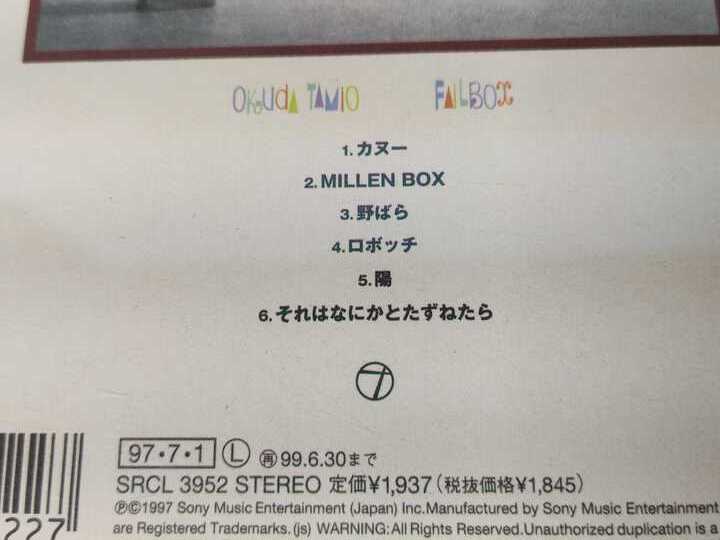 OKUDA TAMIO FAILBOX
1.カヌー
2.MILLEN BOX
3.野ばら
4.ロボッチ
5.陽
6.それはなにかとたずねたら
97・7・1 Ⓛ 再99.6.30まで
SRCL 3952 STEREO 定価¥1,937(税抜価格¥1,845)
ⓅⒸ1997 Sony Music Entertainment (Japan) Inc.Manufactured by Sony Music Entertainment
227 are Registered Trademarks.(js) WARNING:All Rights Reserved.Unauthorized duplication is a